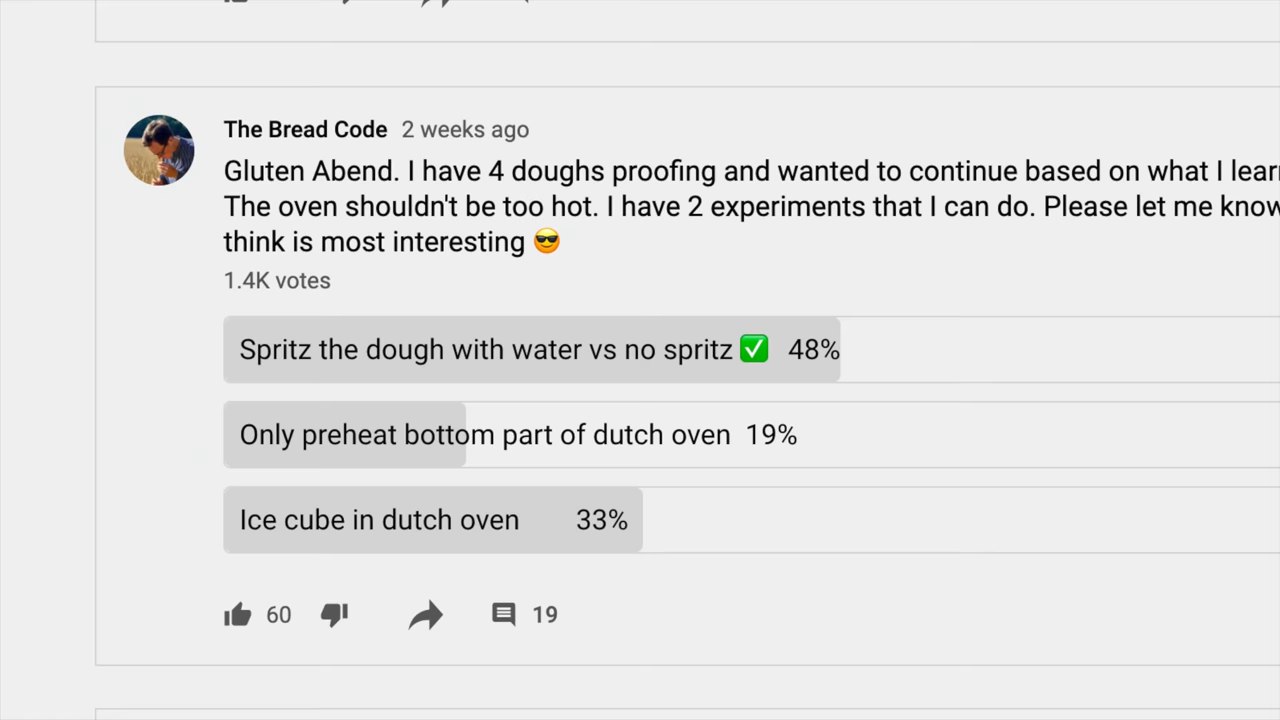 The Bread Code 2 weeks ago
Gluten Abend. I have 4 doughs proofing and wanted to continue based on what I
The oven shouldn't be too hot. I have 2 experiments that I can do. Please let me know
think is most interesting 😎
1.4K votes
Spritz the dough with water vs no spritz ✅ 48%
Only preheat bottom part of dutch oven 19%
Ice cube in dutch oven 33%
60 19